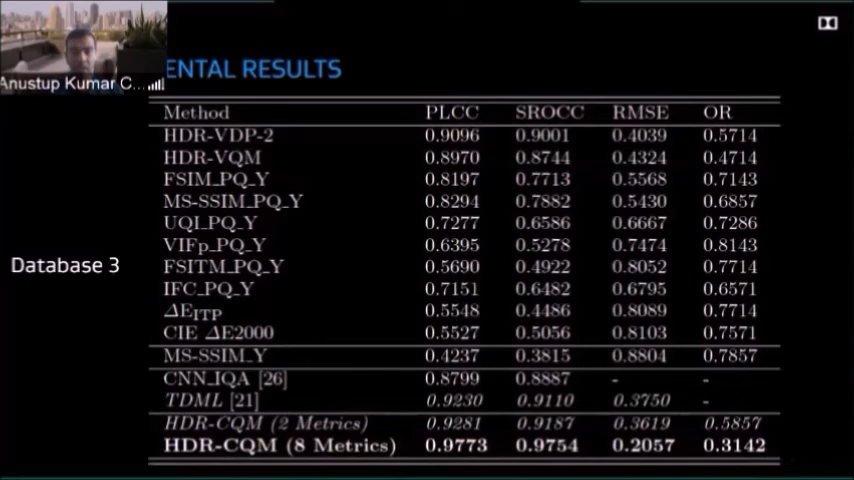 Anustup Kumar C...
ENTAL RESULTS
Method PLCC SROCC RMSE OR
HDR-VDP-2 0.9096 0.9001 0.4039 0.5714
HDR-VQM 0.8970 0.8744 0.4324 0.4714
FSIM_PQ_Y 0.8197 0.7713 0.5568 0.7143
MS-SSIM_PQ_Y 0.8294 0.7882 0.5430 0.6857
UQI_PQ_Y 0.7277 0.6586 0.6667 0.7286
VIFp_PQ_Y 0.6395 0.5278 0.7474 0.8143
Database 3
FSITM_PQ_Y 0.5690 0.4922 0.8052 0.7714
IFC_PQ_Y 0.7151 0.6482 0.6795 0.6571
ΔE_ITP 0.5548 0.4486 0.8089 0.7714
CIE ΔE2000 0.5527 0.5056 0.8103 0.7571
MS-SSIM_Y 0.4237 0.3815 0.8804 0.7857
CNN_IQA [26] 0.8799 0.8887 - -
TDML [21] 0.9230 0.9110 0.3750 -
HDR-CQM (2 Metrics) 0.9281 0.9187 0.3619 0.5857
HDR-CQM (8 Metrics) 0.9773 0.9754 0.2057 0.3142